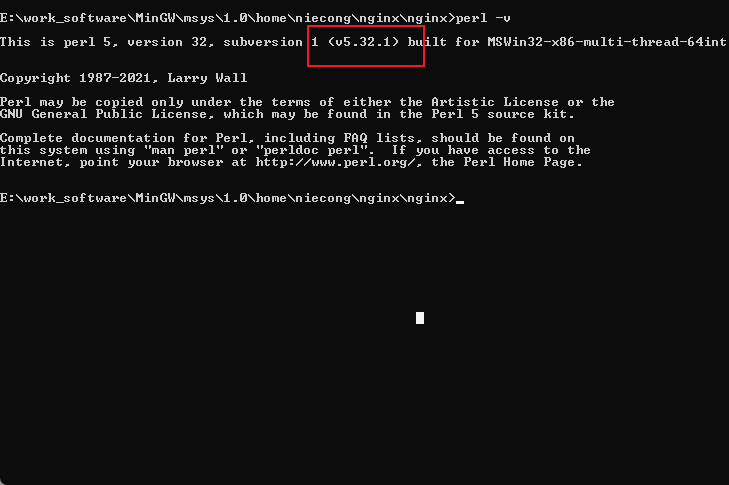 E:\work_software\MinGW\msys\1.0\home\niecong\nginx\nginx>perl -v
This is perl 5, version 32, subversion 1 (v5.32.1) built for MSWin32-x86-multi-thread-64int
Copyright 1987-2021, Larry Wall
Perl may be copied only under the terms of either the Artistic License or the
GNU General Public License, which may be found in the Perl 5 source kit.
Complete documentation for Perl, including FAQ lists, should be found on
this system using "man perl" or "perldoc perl".  If you have access to the
Internet, point your browser at http://www.perl.org/, the Perl Home Page.
E:\work_software\MinGW\msys\1.0\home\niecong\nginx\nginx>